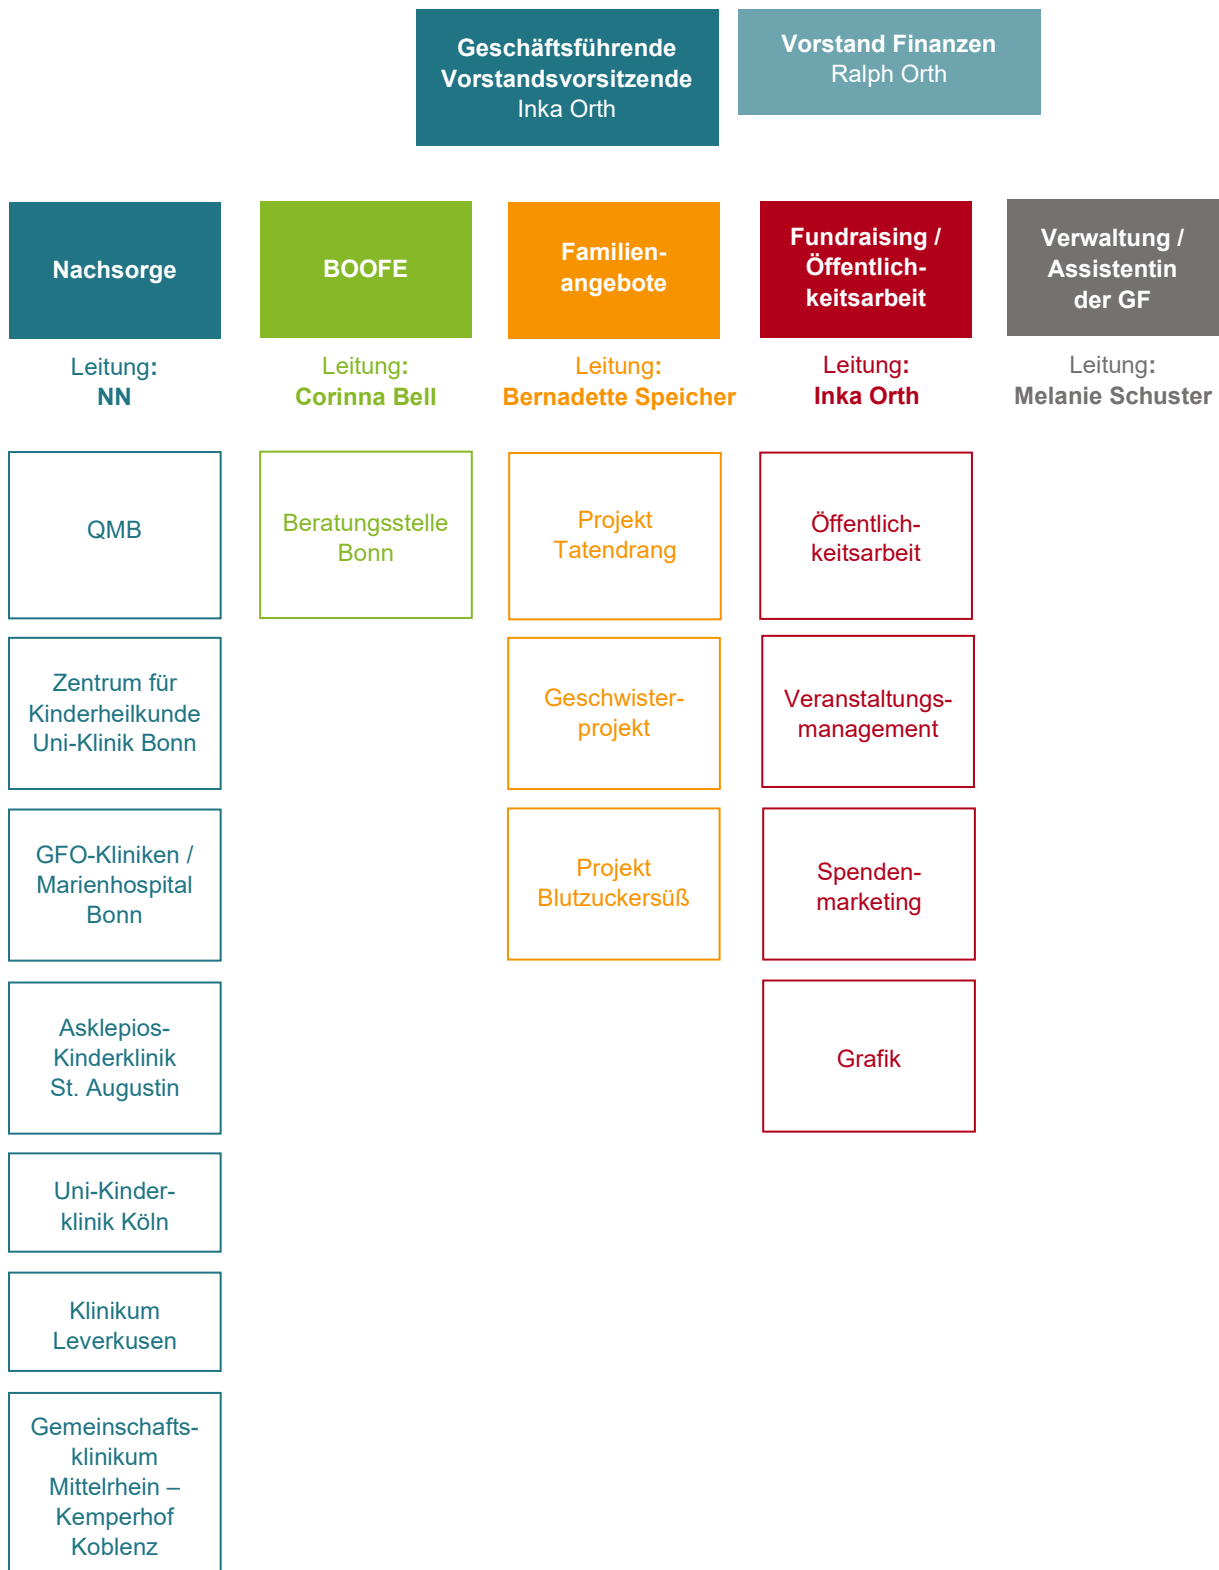 Geschäftsführende
Vorstandsvorsitzende
Inka Orth
Vorstand Finanzen
Ralph Orth
Nachsorge
Leitung:
NN
QMB
Zentrum für
Kinderheilkunde
Uni-Klinik Bonn
GFO-Kliniken /
Marienhospital
Bonn
Asklepios-
Kinderklinik
St. Augustin
Uni-Kinder-
klinik Köln
Klinikum
Leverkusen
Gemeinschafts-
klinikum
Mittelrhein –
Kemperhof
Koblenz
BOOFE
Leitung:
Corinna Bell
Beratungsstelle
Bonn
Familien-
angebote
Leitung:
Bernadette Speicher
Projekt
Tatendrang
Geschwister-
projekt
Projekt
Blutzuckersüß
Fundraising /
Öffentlich-
keitsarbeit
Leitung:
Inka Orth
Öffentlich-
keitsarbeit
Veranstaltungs-
management
Spenden-
marketing
Grafik
Verwaltung /
Assistentin
der GF
Leitung:
Melanie Schuster